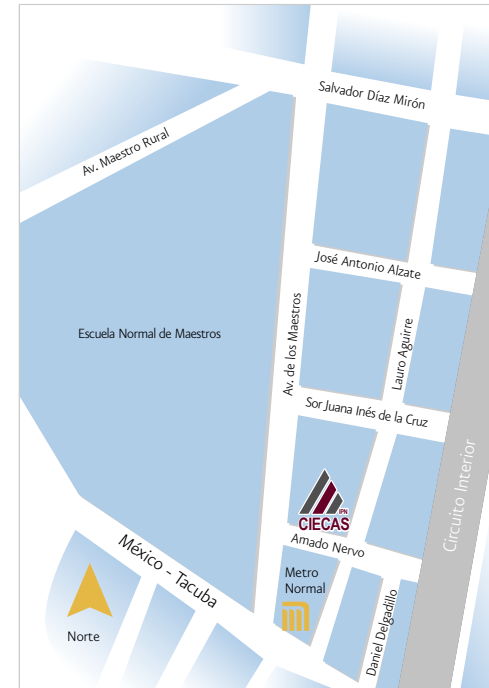 Salvador Díaz Mirón
Av. Maestro Rural
José Antonio Alzate
Escuela Normal de Maestros
Av. de los Maestros
Lauro Aguirre
Sor Juana Inés de la Cruz
Circuito Interior
IPN
CIECAS
México - Tacuba
Amado Nervo
Metro
Normal
Daniel Delgadillo
Norte